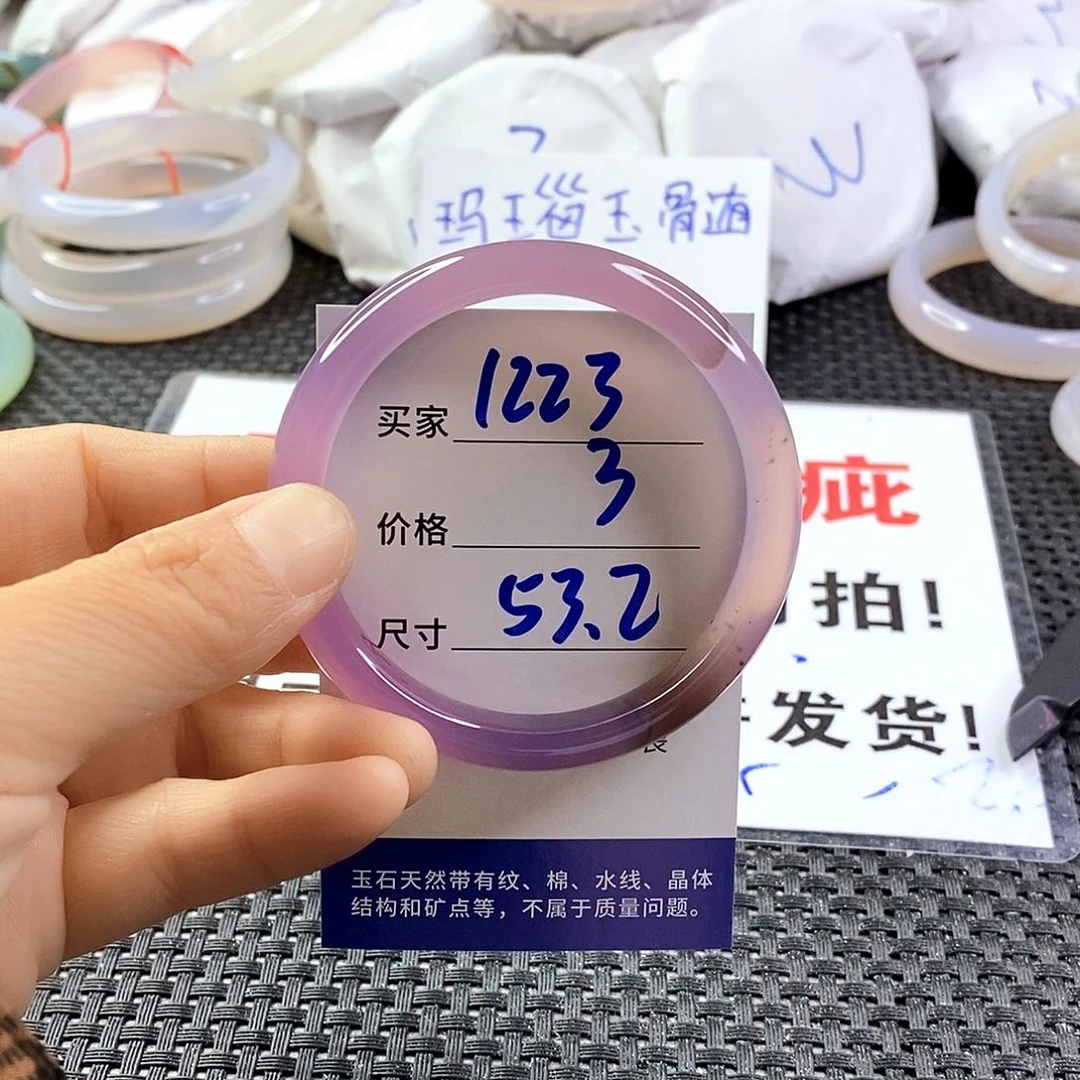 玛瑙玉骨髓
买家 1223
3
价格
尺寸 53.2
疵
拍!
发货!
玉石天然带有纹、棉、水线、晶体
结构和矿点等，不属于质量问题。